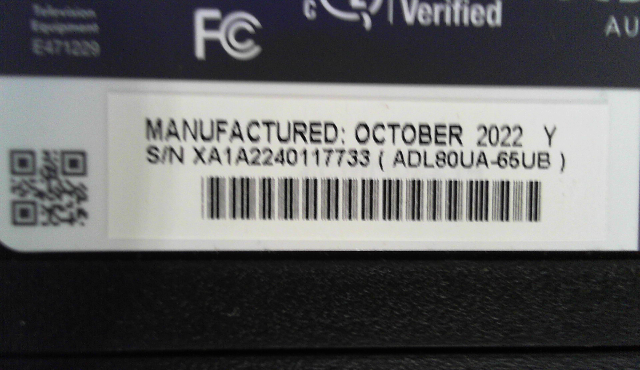 Television
Equipment
E471229
FC
C
Verified
AU
MANUFACTURED: OCTOBER 2022 Y
S/N XA1A2240117733 ( ADL80UA-65UB )